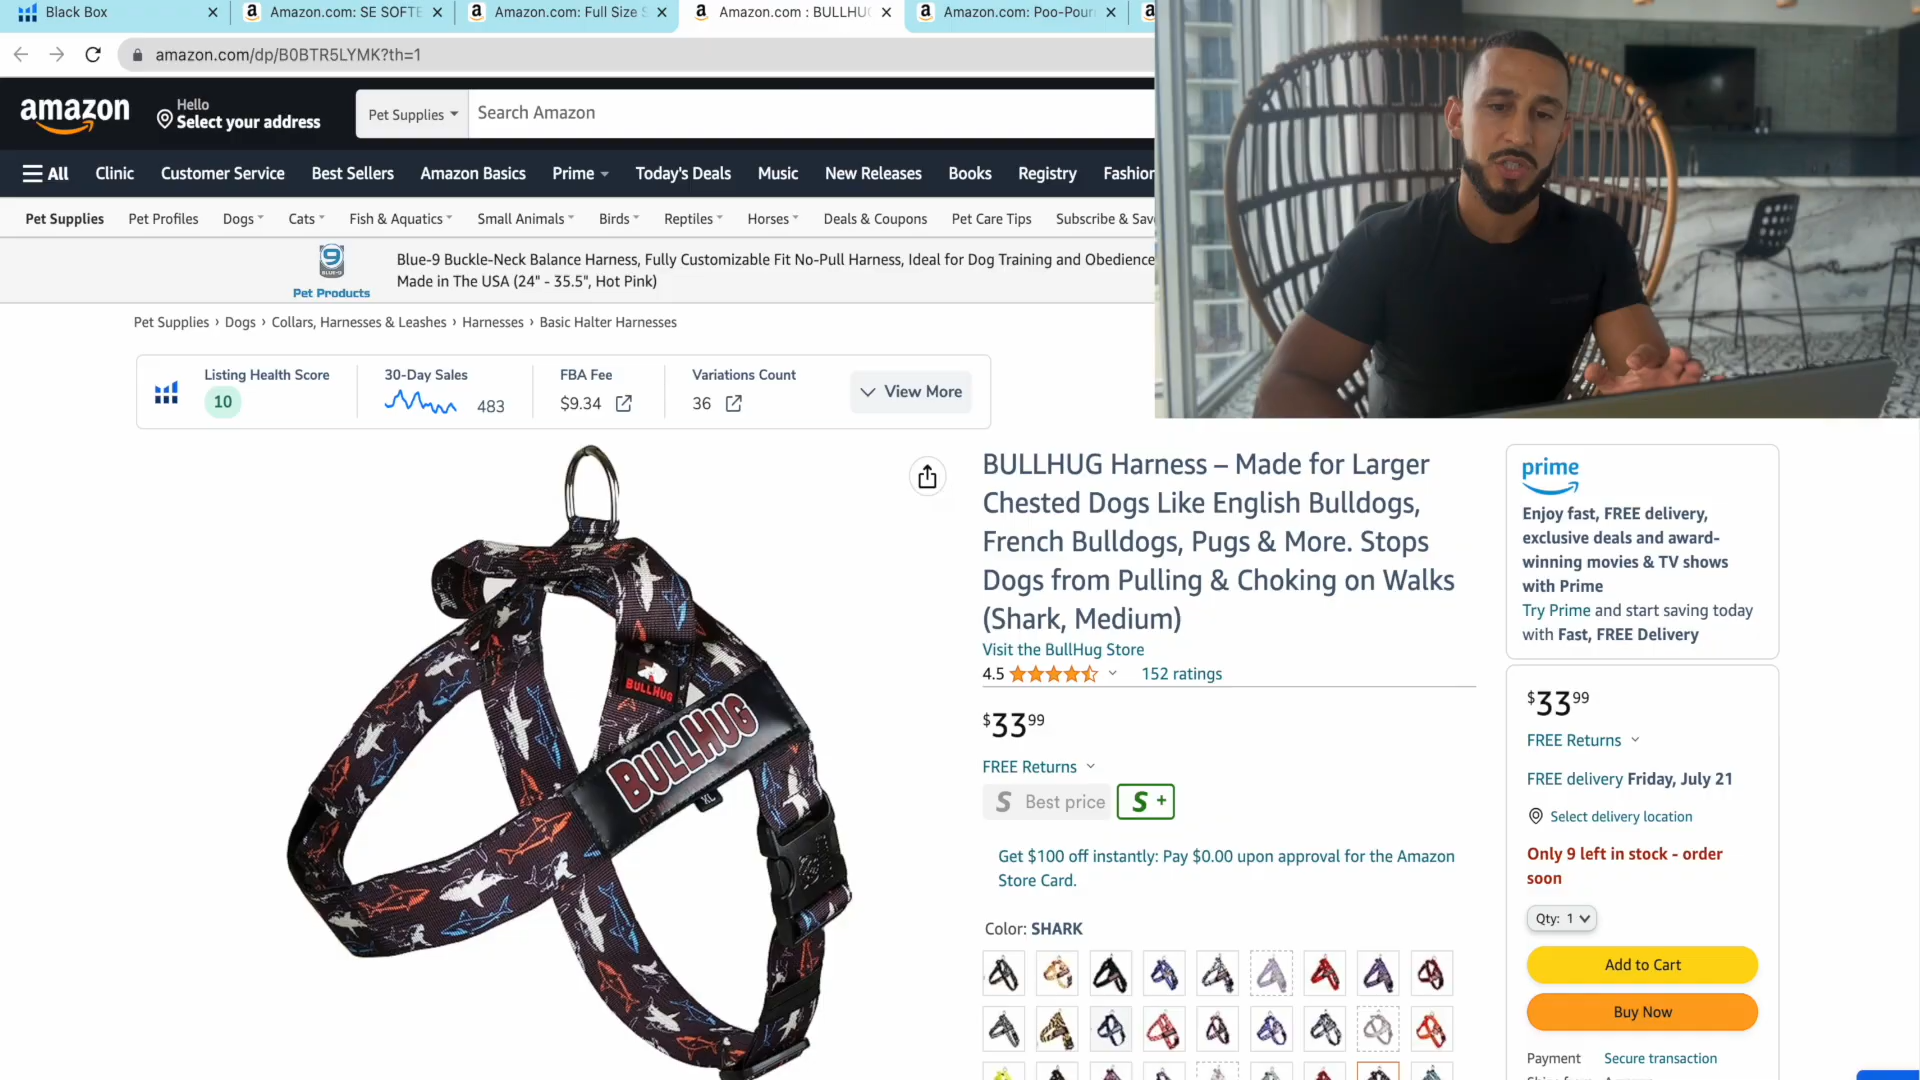 Black Box
Amazon.com: SE SOFTE
Amazon.com: Full Size S
Amazon.com : BULLHU
Amazon.com: Poo-Pour
amazon.com/dp/B0BTR5LYMK?th=1
amazon
Hello
Select your address
Pet Supplies
Search Amazon
All
Clinic
Customer Service
Best Sellers
Amazon Basics
Prime
Today's Deals
Music
New Releases
Books
Registry
Fashion
Pet Supplies
Pet Profiles
Dogs
Cats
Fish & Aquatics
Small Animals
Birds
Reptiles
Horses
Deals & Coupons
Pet Care Tips
Subscribe & Sav
9
BLUE-9
Pet Products
Blue-9 Buckle-Neck Balance Harness, Fully Customizable Fit No-Pull Harness, Ideal for Dog Training and Obedience
Made in The USA (24" - 35.5", Hot Pink)
Pet Supplies › Dogs › Collars, Harnesses & Leashes › Harnesses › Basic Halter Harnesses
Listing Health Score
10
30-Day Sales
483
FBA Fee
$9.34
Variations Count
36
View More
BULLHUG
BULLHUG
XL
BULLHUG Harness – Made for Larger
Chested Dogs Like English Bulldogs,
French Bulldogs, Pugs & More. Stops
Dogs from Pulling & Choking on Walks
(Shark, Medium)
Visit the BullHug Store
4.5
152 ratings
$33 99
FREE Returns
S Best price
S +
Get $100 off instantly: Pay $0.00 upon approval for the Amazon
Store Card.
Color: SHARK
prime
Enjoy fast, FREE delivery,
exclusive deals and award-
winning movies & TV shows
with Prime
Try Prime and start saving today
with Fast, FREE Delivery
$33 99
FREE Returns
FREE delivery Friday, July 21
Select delivery location
Only 9 left in stock - order
soon
Qty: 1
Add to Cart
Buy Now
Payment Secure transaction